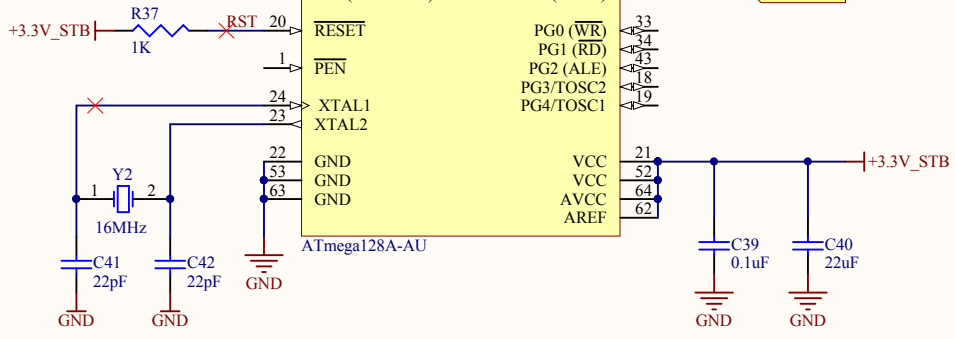 R37
+3.3V_STB
1K
RST
20
RESET
1
PEN
24
XTAL1
23
XTAL2
22
GND
53
GND
63
GND
PG0 (WR)
33
PG1 (RD)
34
PG2 (ALE)
43
PG3/TOSC2
18
PG4/TOSC1
19
VCC
21
VCC
52
AVCC
64
AREF
62
+3.3V_STB
ATmega128A-AU
Y2
1
2
16MHz
C41
22pF
GND
C42
22pF
GND
GND
C39
0.1uF
GND
C40
22uF
GND